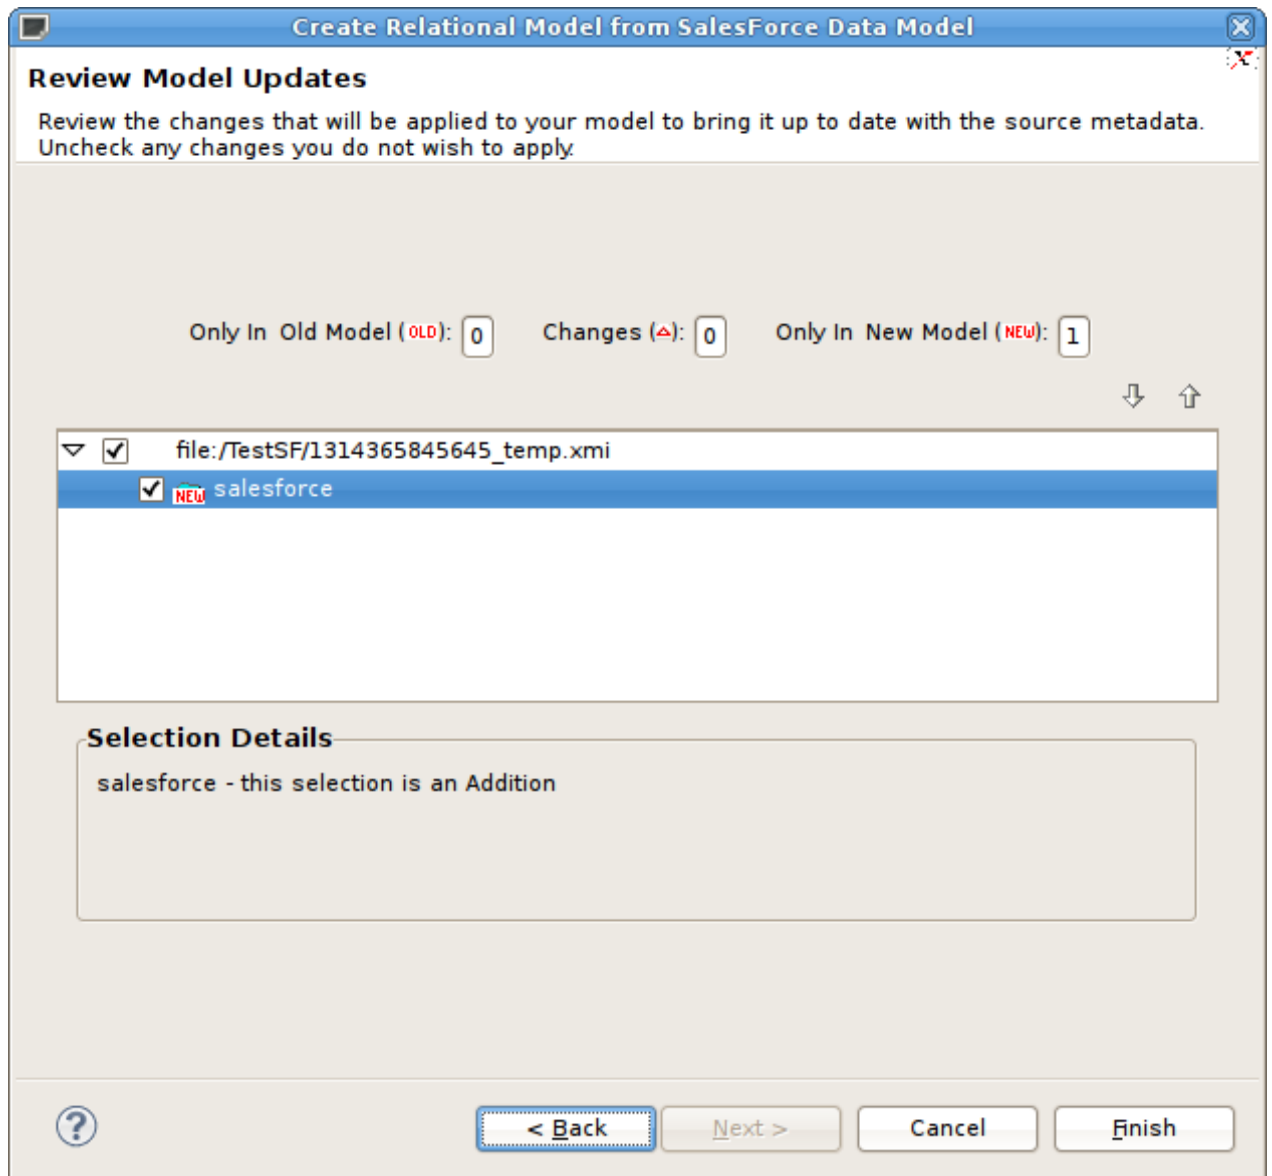 Create Relational Model from SalesForce Data Model
Review Model Updates
Review the changes that will be applied to your model to bring it up to date with the source metadata.
Uncheck any changes you do not wish to apply.
Only In Old Model ( OLD): 0 Changes (△): 0 Only In New Model ( NEW): 1
file:/TestSF/1314365845645_temp.xmi
NEW salesforce
Selection Details
salesforce - this selection is an Addition
? < Back Next > Cancel Finish